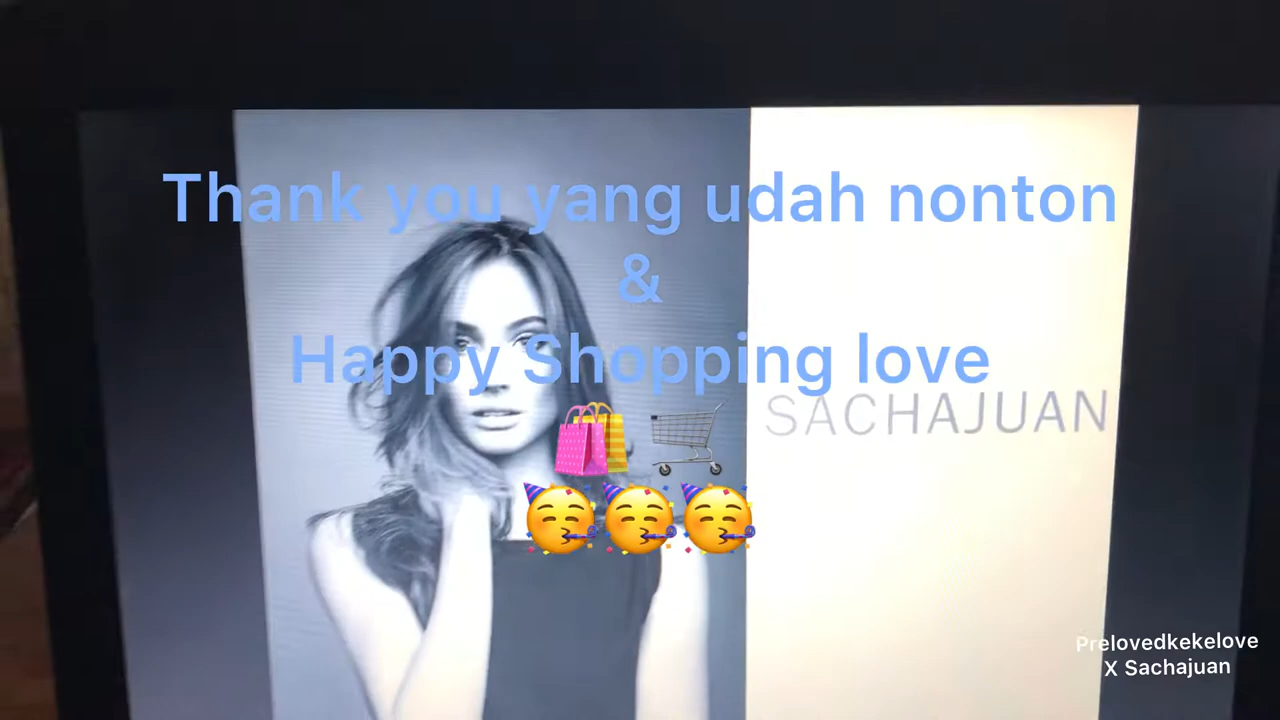 Thank you yang udah nonton
&
Happy Shopping love
🛍️ 🛒
🥳🥳🥳
SACHAJUAN
Prelovedkekelove
X Sachajuan